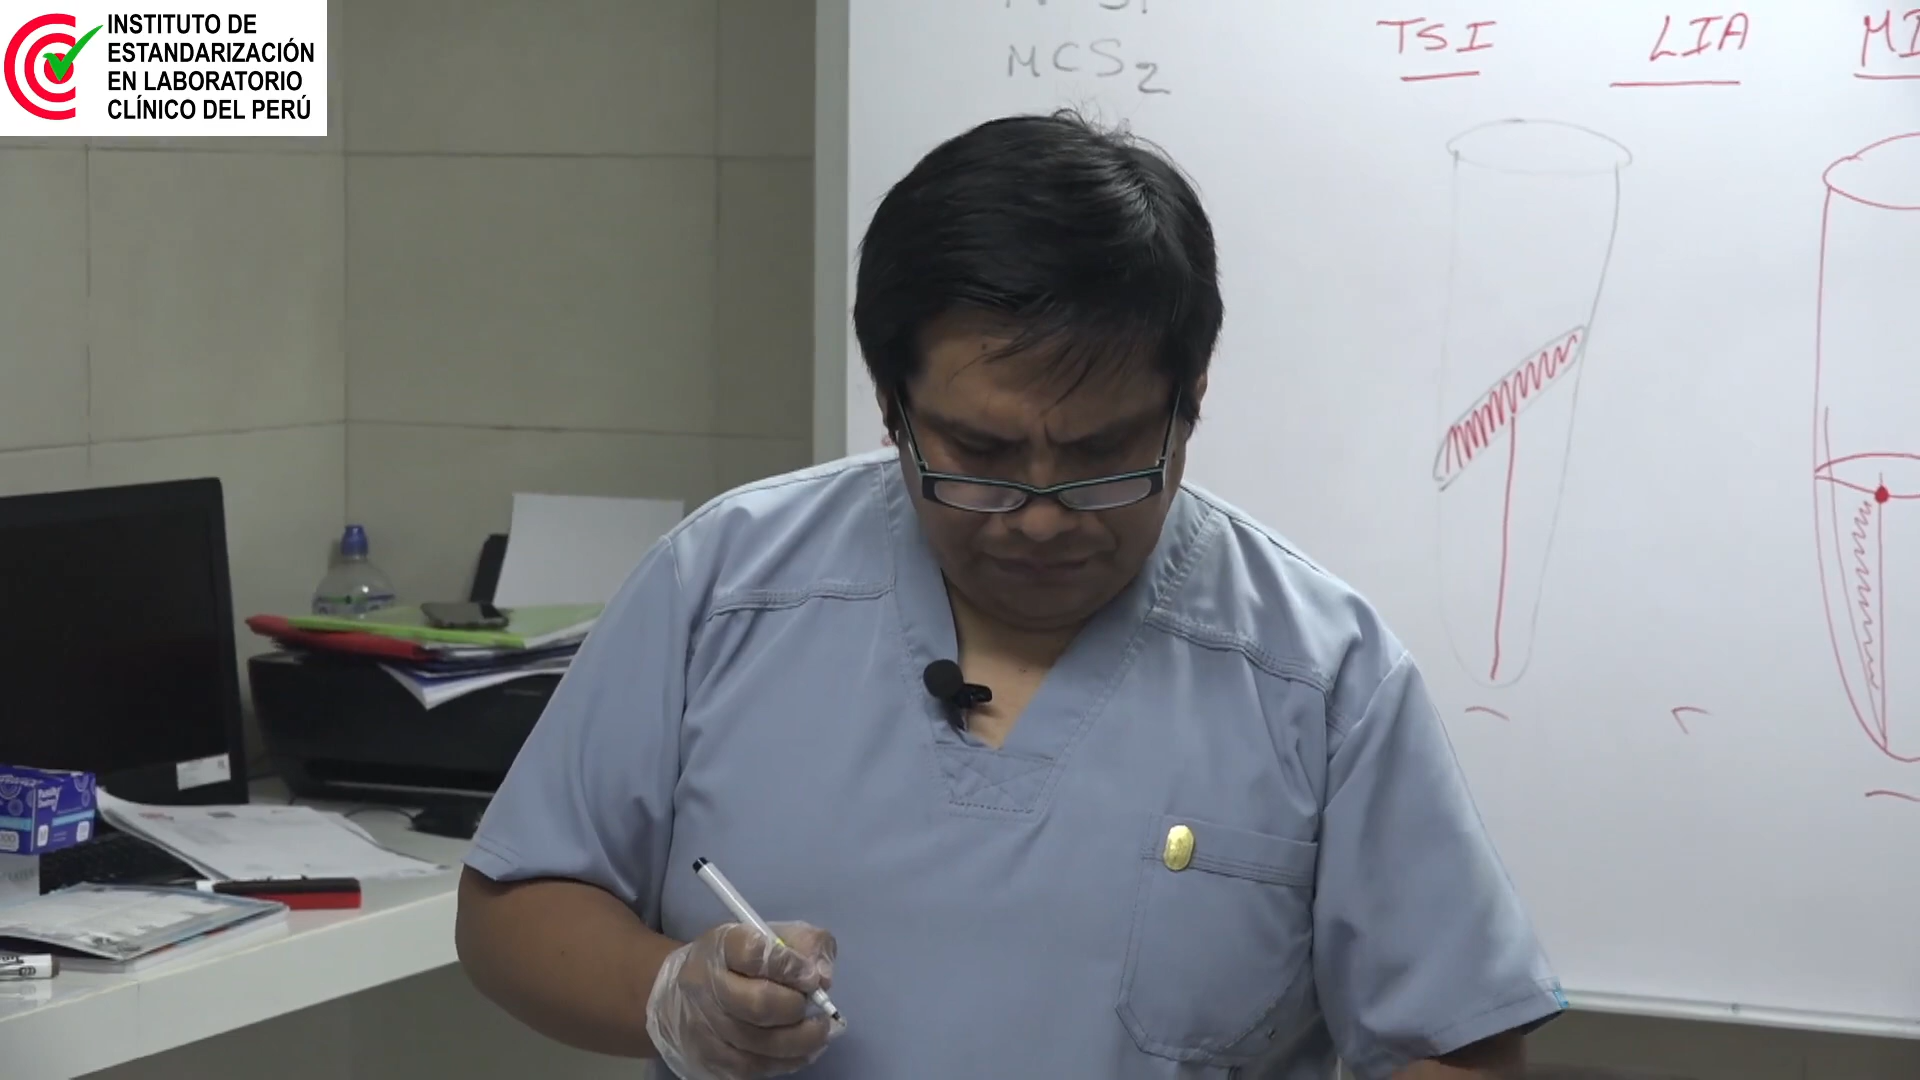 INSTITUTO DE
ESTANDARIZACIÓN
EN LABORATORIO
CLÍNICO DEL PERÚ
MCS2
TSI
LIA